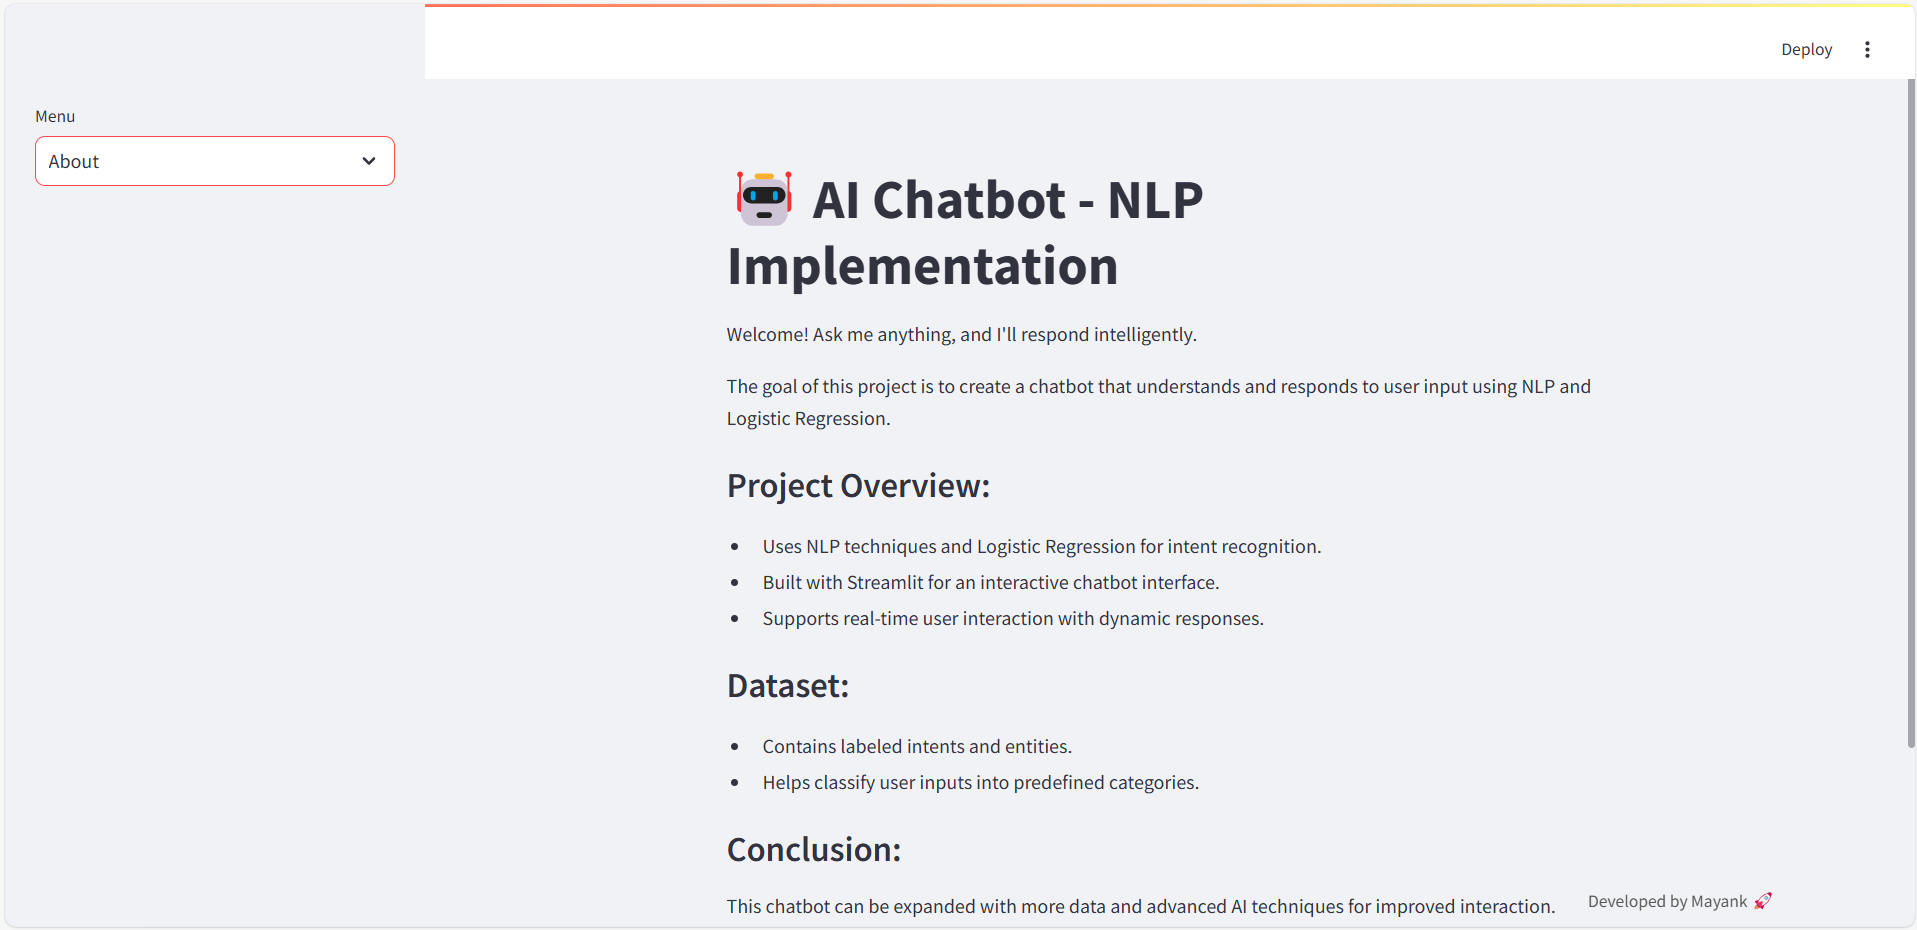 Deploy
Menu
About
AI Chatbot - NLP
Implementation
Welcome! Ask me anything, and I'll respond intelligently.
The goal of this project is to create a chatbot that understands and responds to user input using NLP and
Logistic Regression.
Project Overview:
Uses NLP techniques and Logistic Regression for intent recognition.
Built with Streamlit for an interactive chatbot interface.
Supports real-time user interaction with dynamic responses.
Dataset:
Contains labeled intents and entities.
Helps classify user inputs into predefined categories.
Conclusion:
This chatbot can be expanded with more data and advanced AI techniques for improved interaction.
Developed by Mayank 🚀